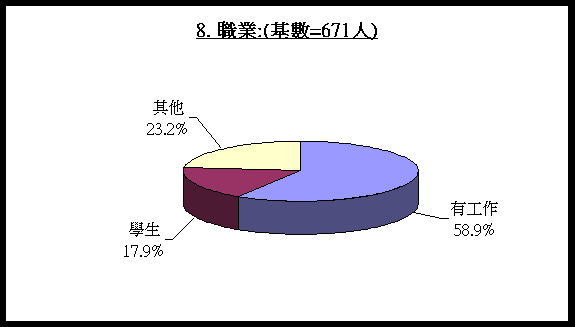 8. 職業:(基數=671人)
其他
23.2%
有工作
58.9%
學生
17.9%